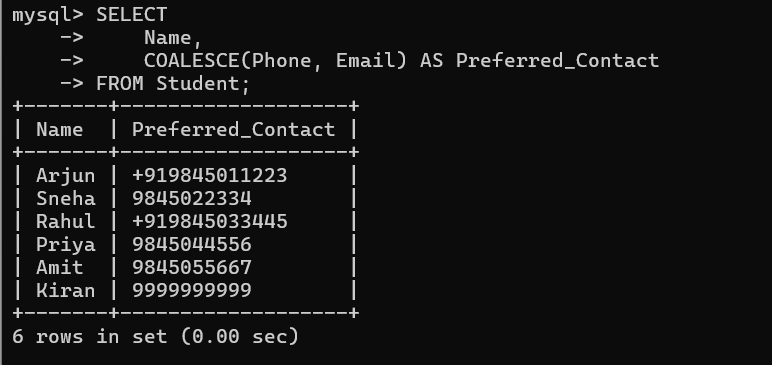 mysql> SELECT
    ->     Name,
    ->     COALESCE(Phone, Email) AS Preferred_Contact
    -> FROM Student;
+-------+-------------------+
| Name  | Preferred_Contact |
+-------+-------------------+
| Arjun | +919845011223     |
| Sneha | 9845022334        |
| Rahul | +919845033445     |
| Priya | 9845044556        |
| Amit  | 9845055667        |
| Kiran | 9999999999        |
+-------+-------------------+
6 rows in set (0.00 sec)